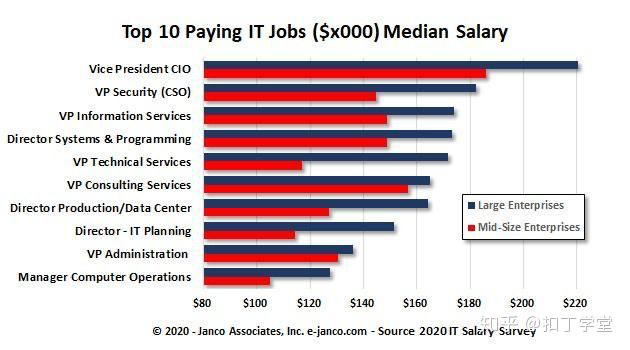 Top 10 Paying IT Jobs ($x000) Median Salary
Vice President CIO
VP Security (CSO)
VP Information Services
Director Systems & Programming
VP Technical Services
VP Consulting Services
Director Production/Data Center
Director - IT Planning
VP Administration
Manager Computer Operations
Large Enterprises
Mid-Size Enterprises
$80 $100 $120 $140 $160 $180 $200 $220
© 2020 - Janco Associates, Inc. e-janco.com - Source 2020 IT Salary Survey
知乎 @扣丁学堂